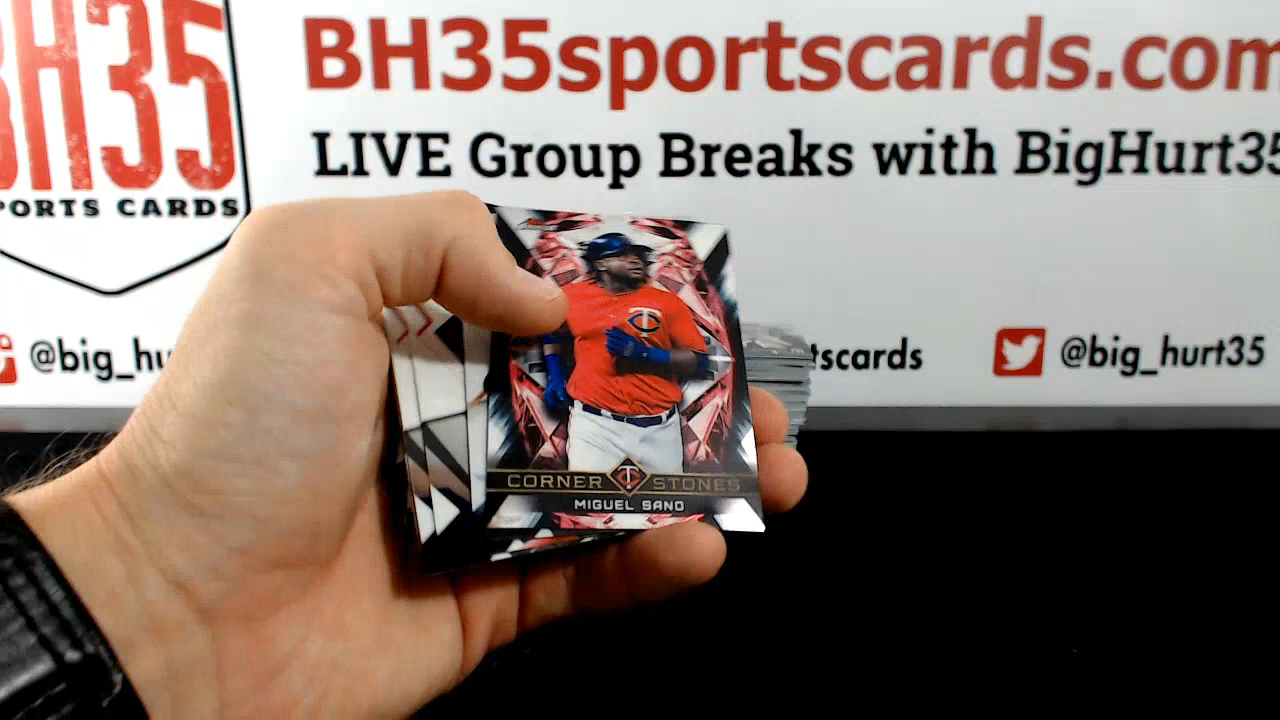 BH35
PORTS CARDS
BH35sportscards.com
LIVE Group Breaks with BigHurt35
@big_hu
tscards
@big_hurt35
CORNER STONES
MIGUEL SANO